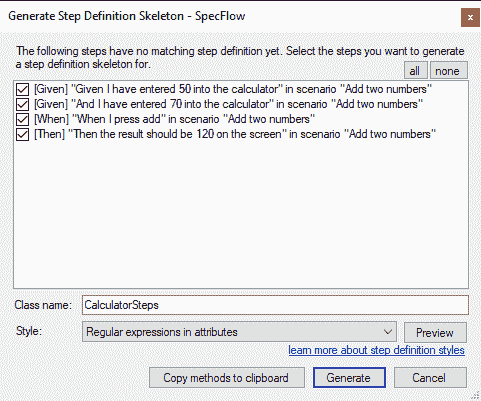 Generate Step Definition Skeleton - SpecFlow
x
The following steps have no matching step definition yet. Select the steps you want to generate
a step definition skeleton for.
all none
[Given] "Given I have entered 50 into the calculator" in scenario "Add two numbers"
[Given] "And I have entered 70 into the calculator" in scenario "Add two numbers"
[When] "When I press add" in scenario "Add two numbers"
[Then] "Then the result should be 120 on the screen" in scenario "Add two numbers"
Class name: CalculatorSteps
Style: Regular expressions in attributes Preview
learn more about step definition styles
Copy methods to clipboard Generate Cancel